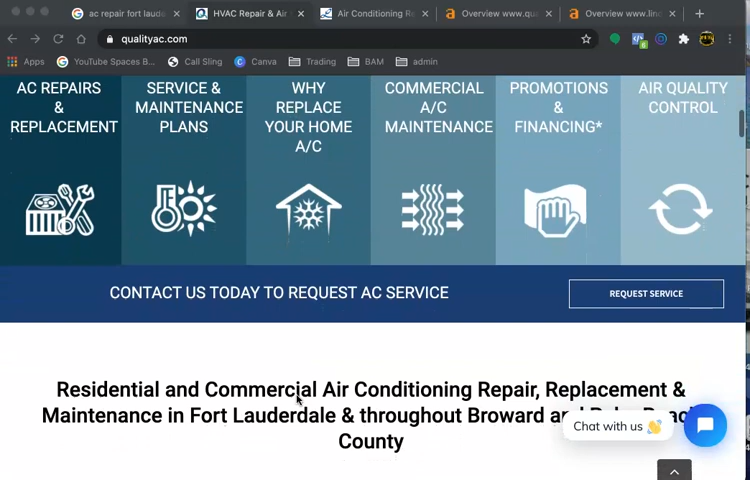 ac repair fort laude
HVAC Repair & Air
Air Conditioning R
Overview www.qu
Overview www.lin
qualityac.com
Apps
YouTube Spaces B...
Call Sling
Canva
Trading
BAM
admin
AC REPAIRS
&
REPLACEMENT
SERVICE &
MAINTENANCE
PLANS
WHY
REPLACE
YOUR HOME
A/C
COMMERCIAL
A/C
MAINTENANCE
PROMOTIONS
&
FINANCING*
AIR QUALITY
CONTROL
CONTACT US TODAY TO REQUEST AC SERVICE
REQUEST SERVICE
Residential and Commercial Air Conditioning Repair, Replacement &
Maintenance in Fort Lauderdale & throughout Broward and Palm Beach
County
Chat with us 👋